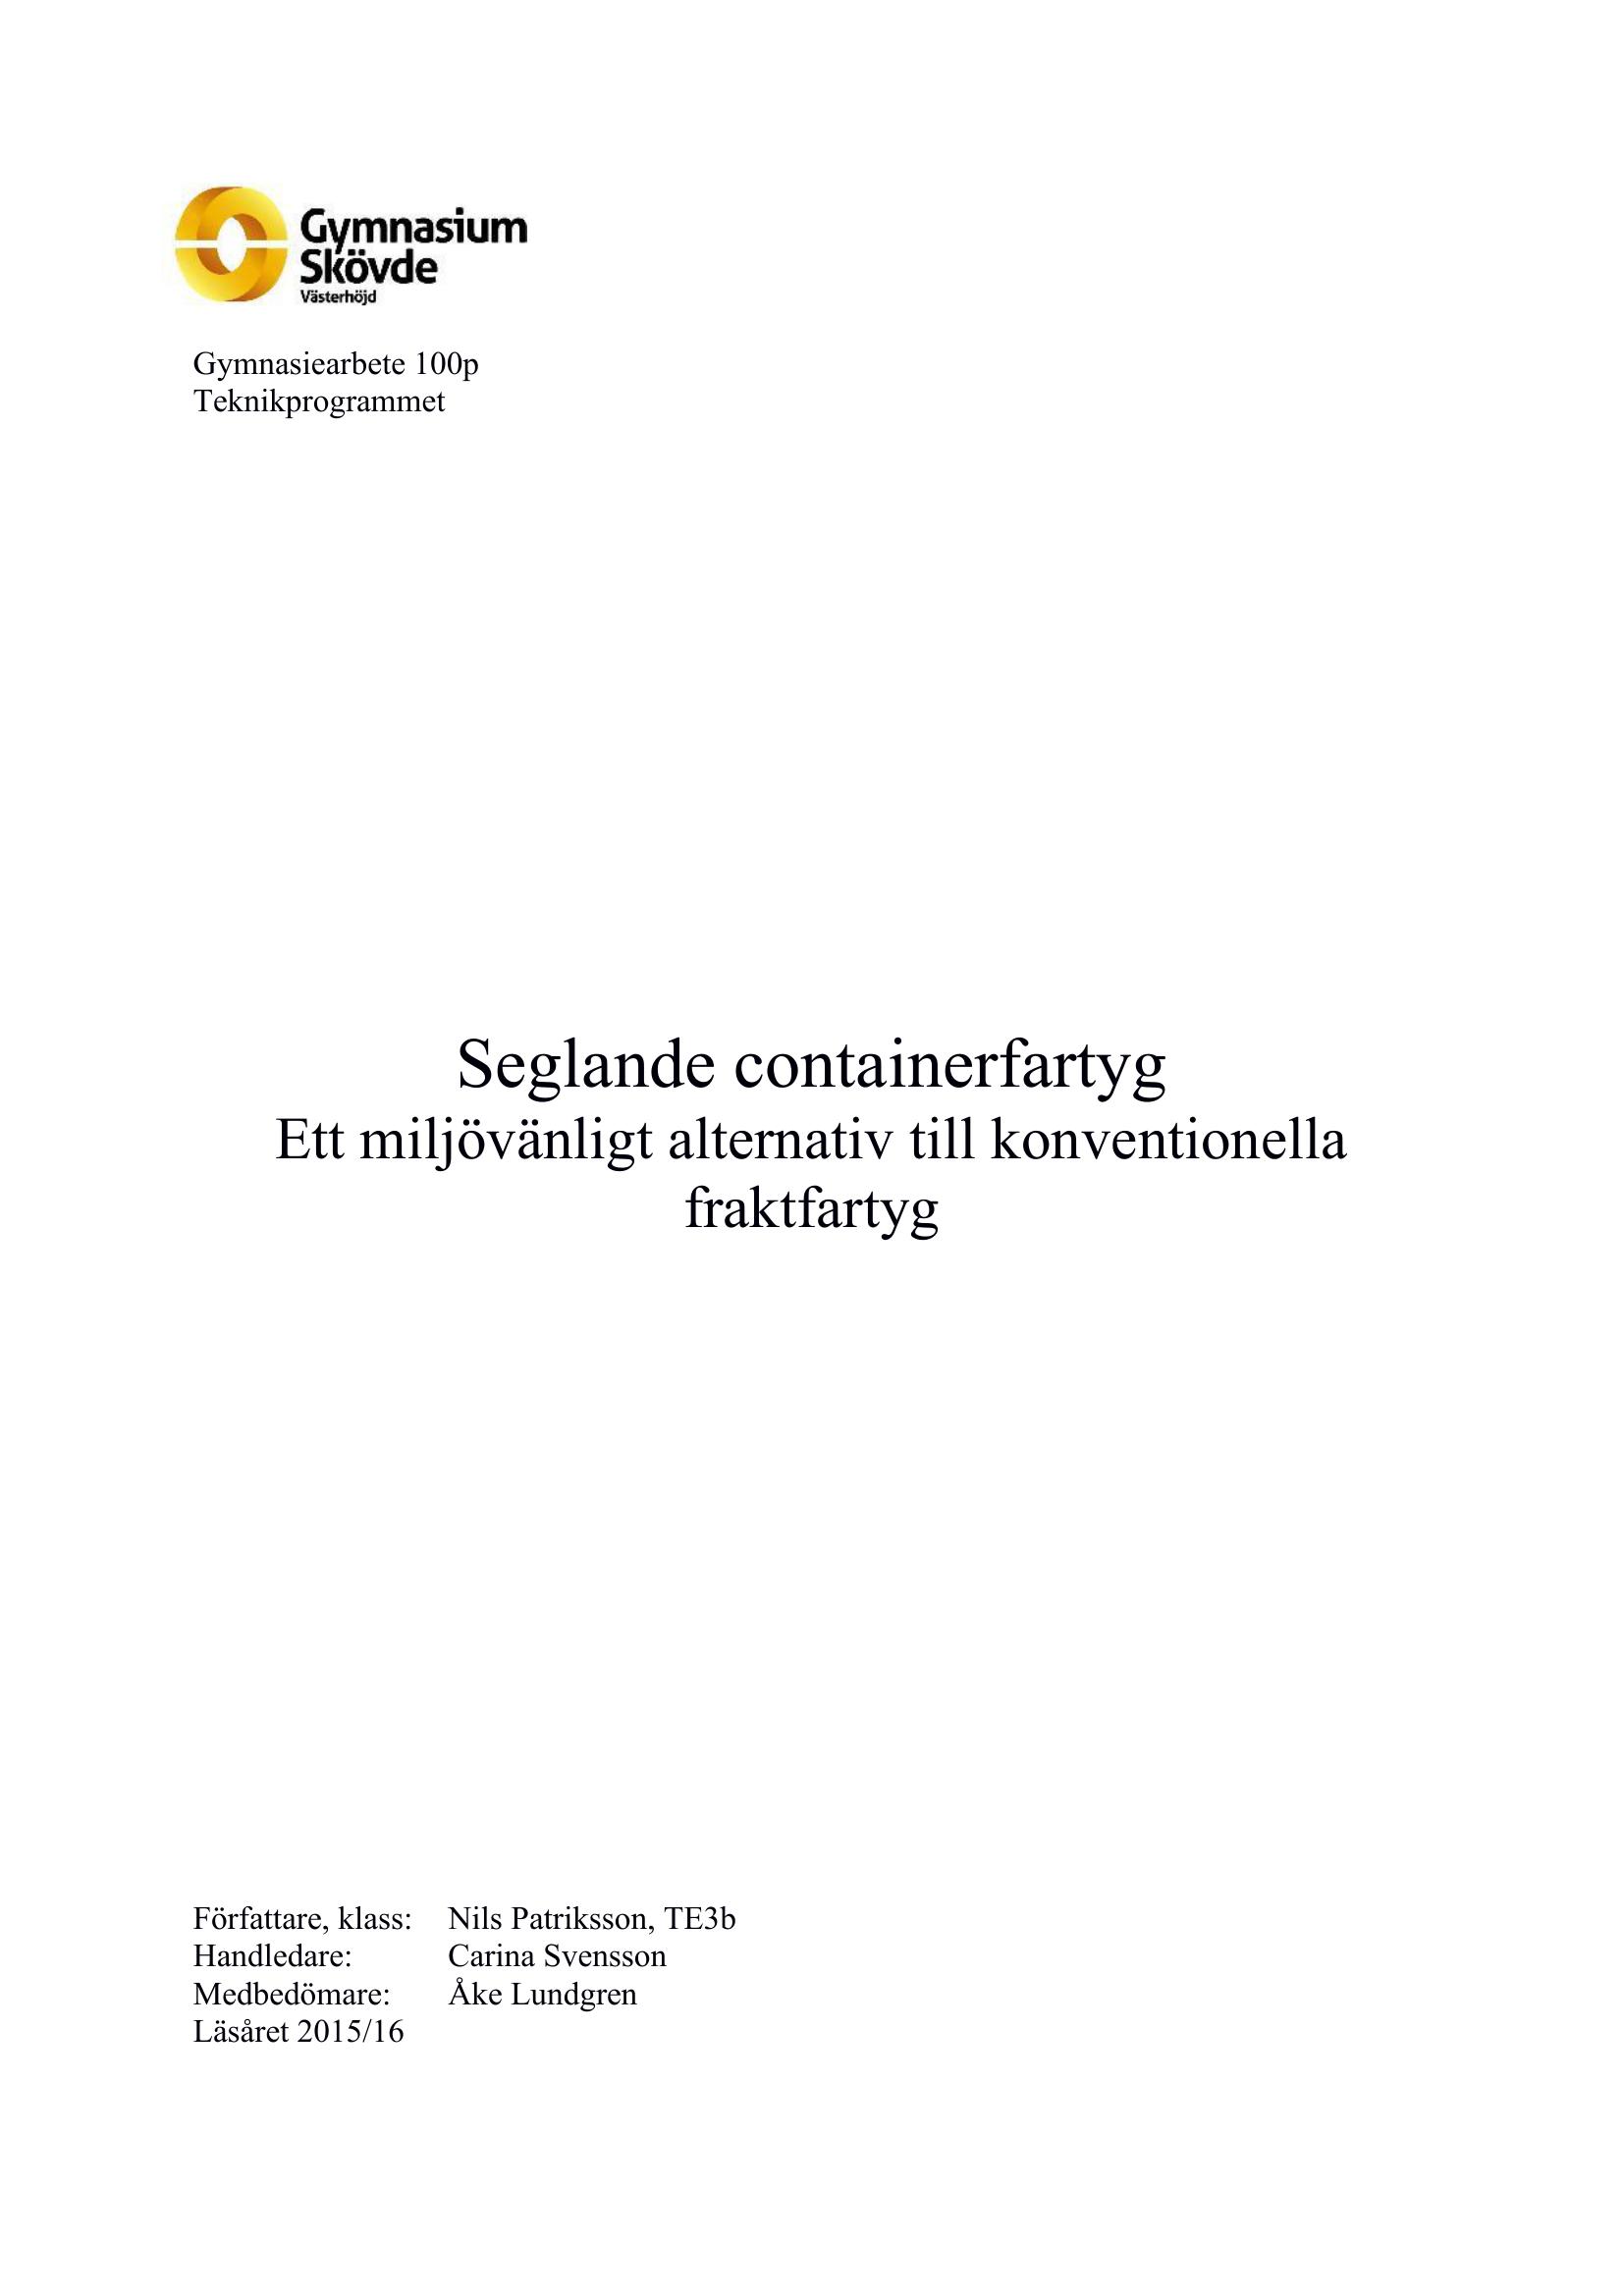 Gymnasium
Skövde
Västerhöjd
Gymnasiearbete 100p
Teknikprogrammet
Seglande containerfartyg
Ett miljövänligt alternativ till konventionella
fraktfartyg
Författare, klass: Nils Patriksson, TE3b
Handledare: Carina Svensson
Medbedömare: Åke Lundgren
Läsåret 2015/16